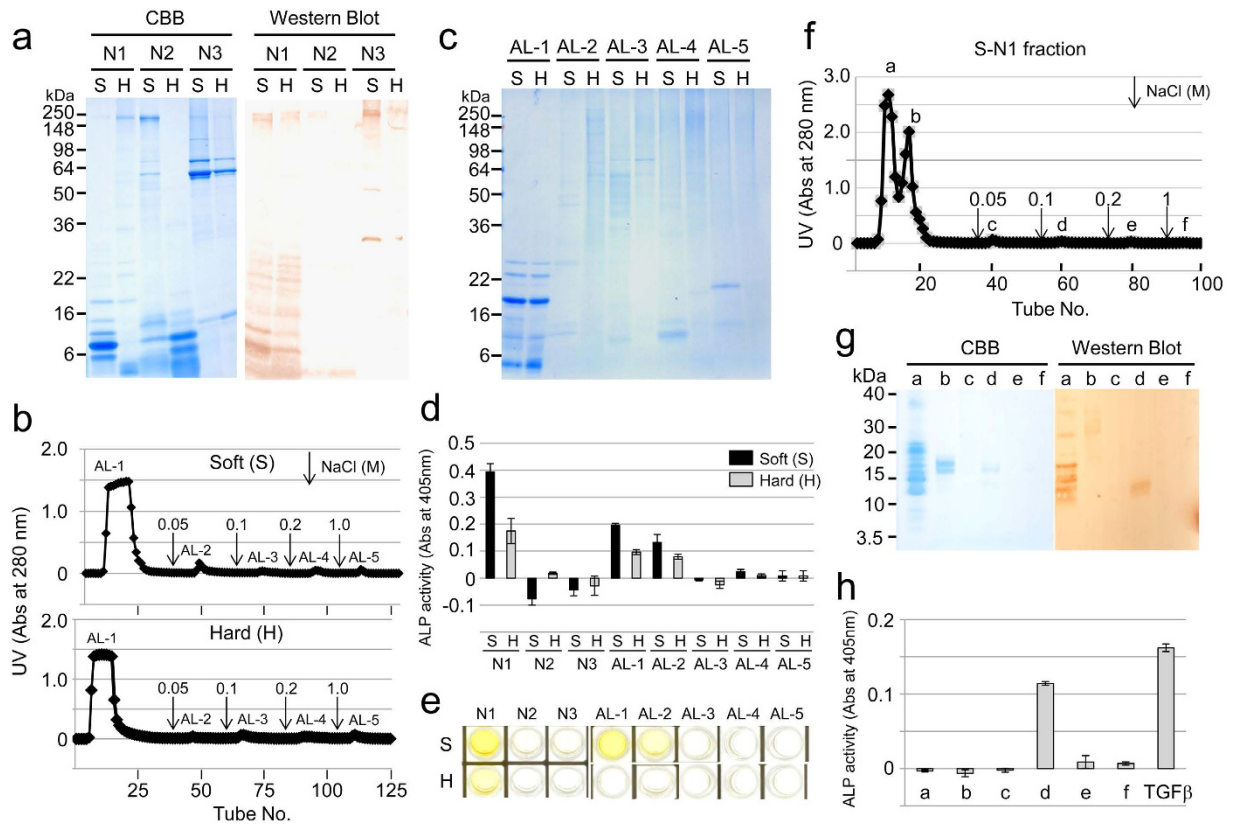 a
CBB
Western Blot
N1 N2 N3 N1 N2 N3
S H S H S H S H S H S H
kDa
250
148
98
64
50
36
22
16
6
b
2.0
AL-1
Soft (S)
NaCl (M)
1.0
0.05 0.1 0.2 1.0
AL-2 AL-3 AL-4 AL-5
0
2.0
Hard (H)
AL-1
1.0
0.05 0.1 0.2 1.0
AL-2 AL-3 AL-4 AL-5
0
25 50 75 100 125
Tube No.
UV (Abs at 280 nm)
c
AL-1 AL-2 AL-3 AL-4 AL-5
S H S H S H S H S H
kDa
250
148
98
64
50
36
22
16
6
d
0.5
0.4
0.3
0.2
0.1
0
-0.1
ALP activity (Abs at 405nm)
Soft (S)
Hard (H)
S H S H S H S H S H S H S H S H
N1 N2 N3 AL-1 AL-2 AL-3 AL-4 AL-5
e
N1 N2 N3 AL-1 AL-2 AL-3 AL-4 AL-5
S
H
f
S-N1 fraction
3.0
a
NaCl (M)
2.0
b
1.0
0.05 0.1 0.2 1
c d e f
0
20 40 60 80 100
Tube No.
UV (Abs at 280 nm)
g
CBB
Western Blot
kDa
a b c d e f a b c d e f
40
30
20
15
10
3.5
h
0.2
0.1
0
ALP activity (Abs at 405nm)
a b c d e f TGFβ